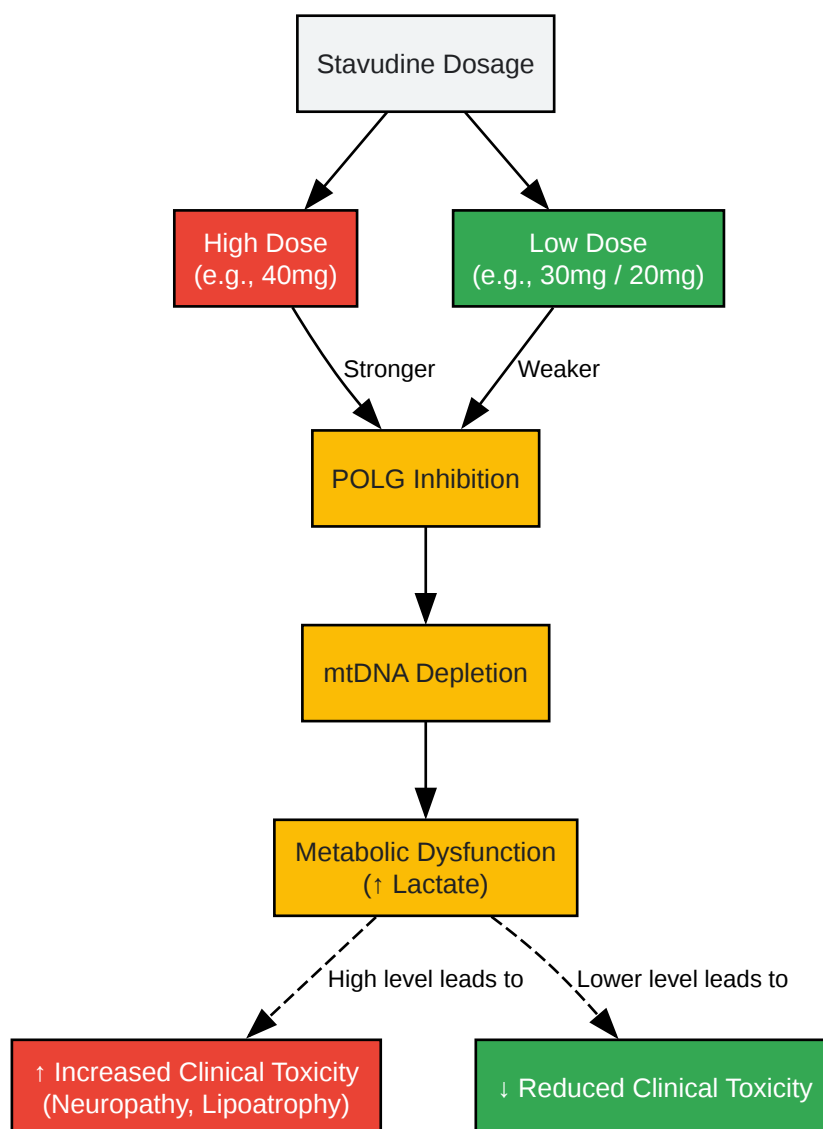 Stavudine Dosage
High Dose
(e.g., 40mg)
Low Dose
(e.g., 30mg / 20mg)
Stronger
Weaker
POLG Inhibition
mtDNA Depletion
Metabolic Dysfunction
(↑ Lactate)
High level leads to
Lower level leads to
↑ Increased Clinical Toxicity
(Neuropathy, Lipoatrophy)
↓ Reduced Clinical Toxicity